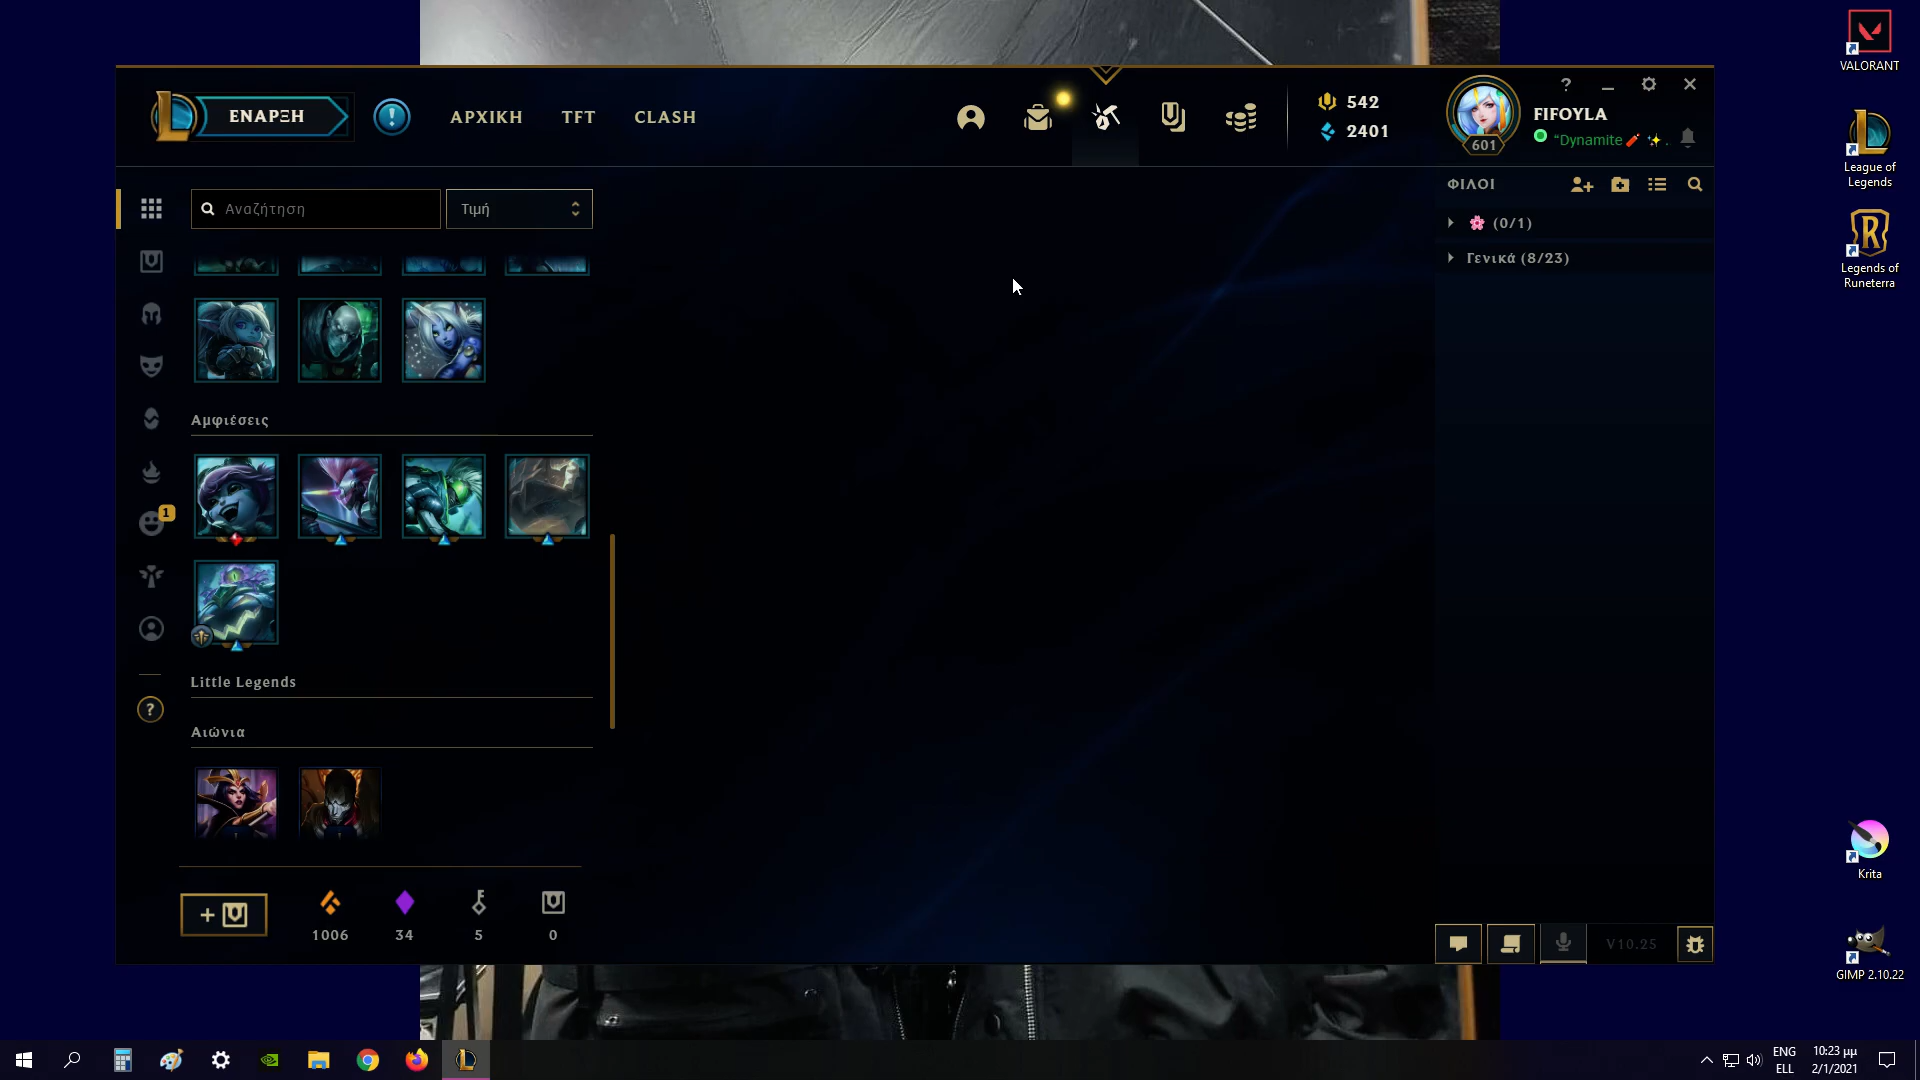 ΕΝΑΡΞΗ
ΑΡΧΙΚΗ
TFT
CLASH
542
2401
601
FIFOYLA
"Dynamite 🧨 ✨ .
?
Αναζήτηση
Τιμή
ΦΙΛΟΙ
🌸 (0/1)
Γενικά (8/23)
Αμφιέσεις
1
Little Legends
?
Αιώνια
+
1006
34
5
0
V10.25
VALORANT
League of
Legends
Legends of
Runeterra
Krita
GIMP 2.10.22
ENG
ELL
10:23 μμ
2/1/2021